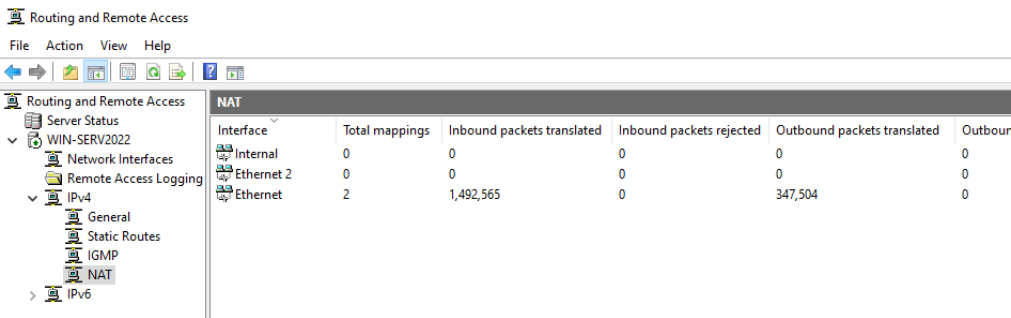 Routing and Remote Access
File Action View Help
Routing and Remote Access
Server Status
WIN-SERV2022
Network Interfaces
Remote Access Logging
IPv4
General
Static Routes
IGMP
NAT
IPv6
NAT
Interface Total mappings Inbound packets translated Inbound packets rejected Outbound packets translated Outboun
Internal 0 0 0 0 0
Ethernet 2 0 0 0 0 0
Ethernet 2 1,492,565 0 347,504 0